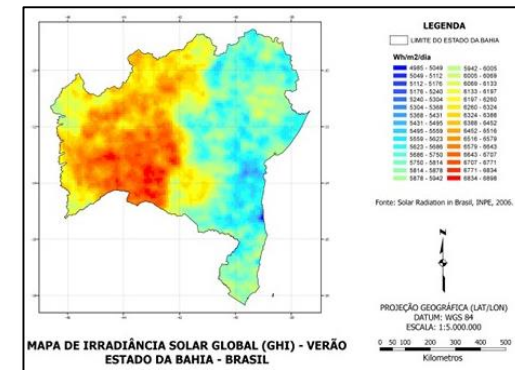 LEGENDA
LIMITE DO ESTADO DA BAHIA
Wh/m2/dia
4985 - 5049
5049 - 5112
5112 - 5176
5176 - 5240
5240 - 5304
5304 - 5368
5368 - 5431
5431 - 5495
5495 - 5559
5559 - 5623
5623 - 5686
5686 - 5750
5750 - 5814
5814 - 5878
5878 - 5942
5942 - 6005
6005 - 6069
6069 - 6133
6133 - 6197
6197 - 6260
6260 - 6324
6324 - 6388
6388 - 6452
6452 - 6516
6516 - 6579
6579 - 6643
6643 - 6707
6707 - 6771
6771 - 6834
6834 - 6898
Fonte: Solar Radiation in Brasil, INPE, 2006.
N
PROJEÇÃO GEOGRÁFICA (LAT/LON)
DATUM: WGS 84
ESCALA: 1:5.000.000
0 50 100 200 300 400 500
Kilometros
MAPA DE IRRADIÂNCIA SOLAR GLOBAL (GHI) - VERÃO
ESTADO DA BAHIA - BRASIL